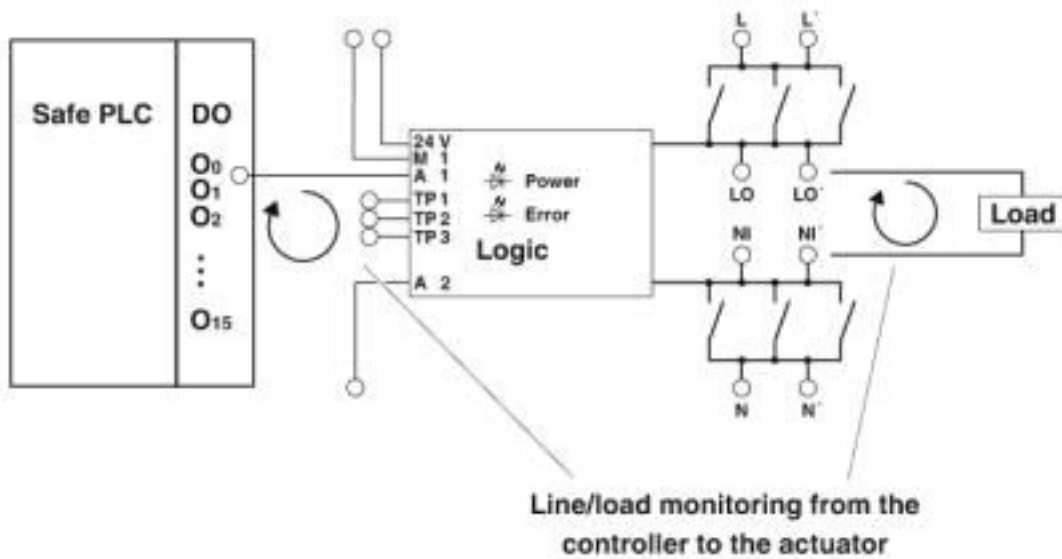 L L´
Safe PLC DO
24 V
M 1
O0 A 1 Power
O1 TP 1 LO LO´
O2 TP 2 Error Load
TP 3 NI NI´
Logic
A 2
O15
N N´
Line/load monitoring from the
controller to the actuator